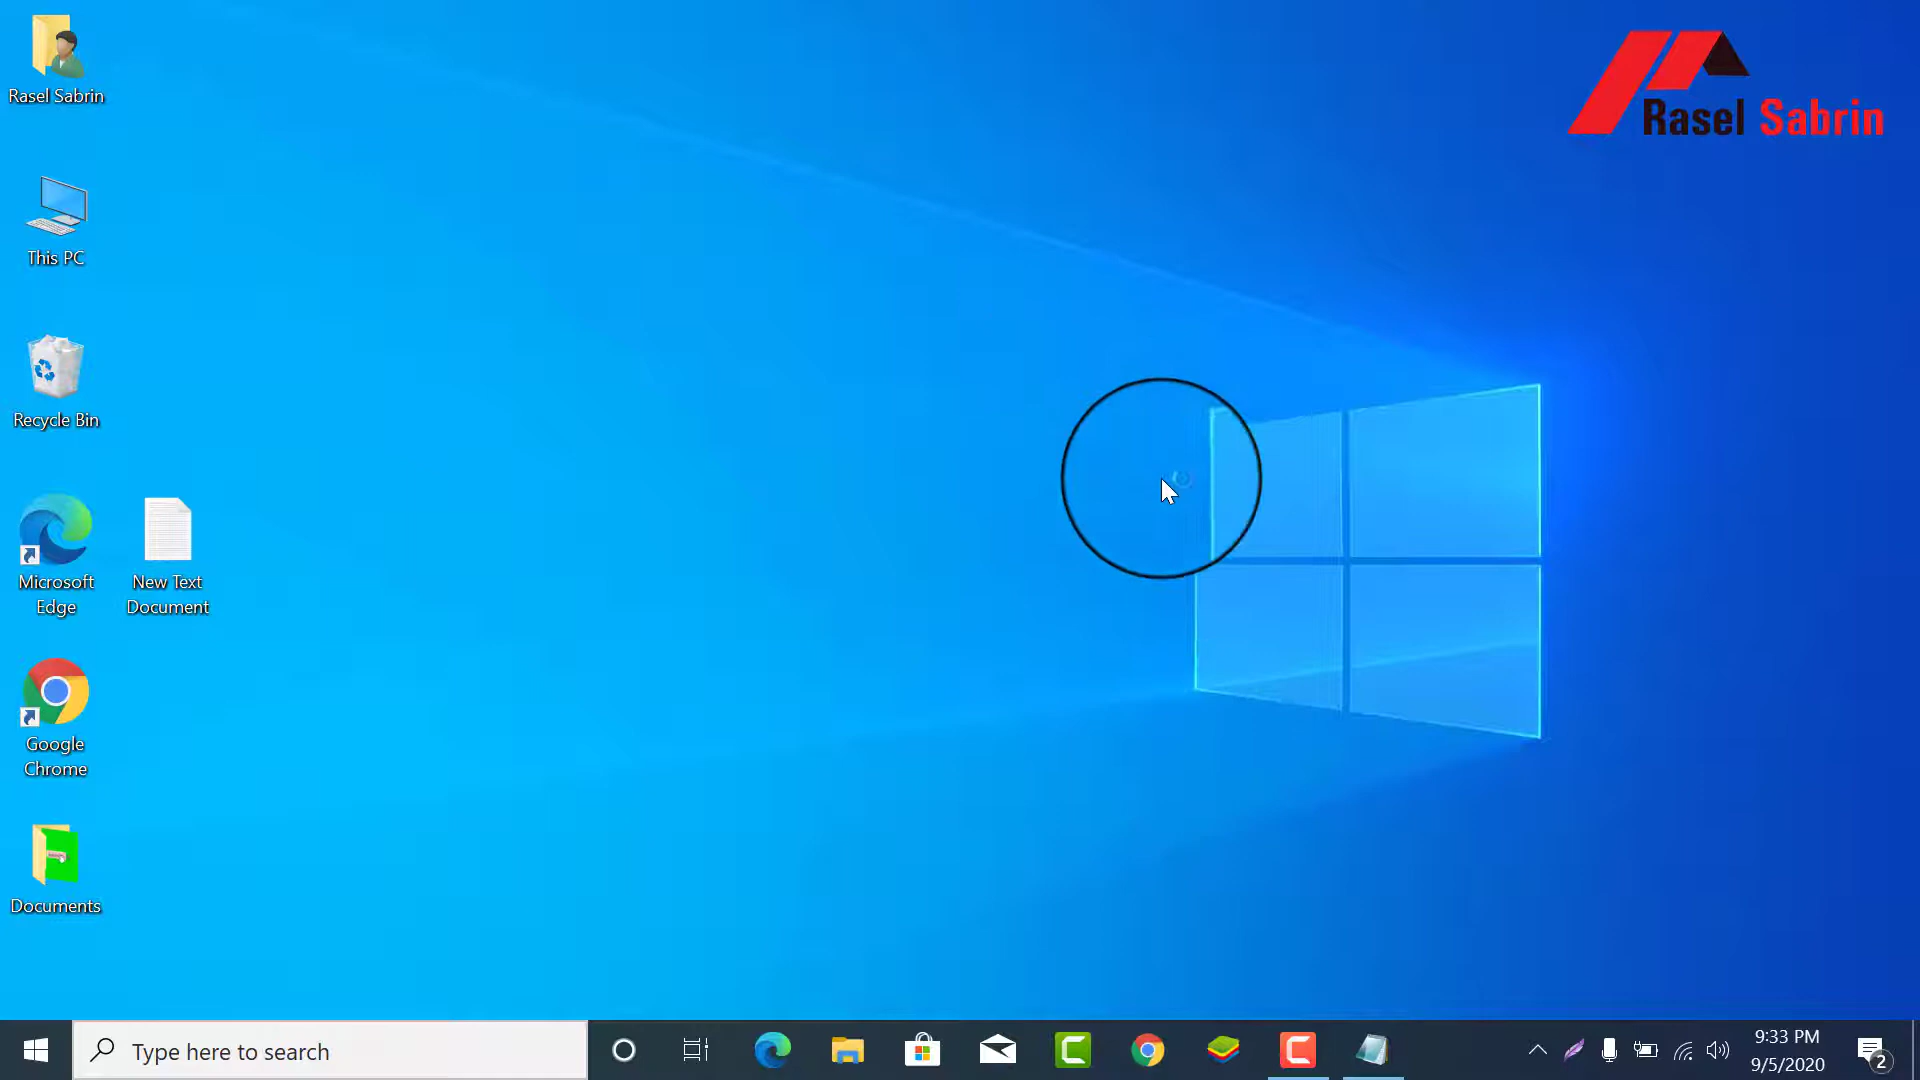 Rasel Sabrin
Rasel Sabrin
This PC
Recycle Bin
Microsoft
Edge
New Text
Document
Google
Chrome
Documents
Type here to search
9:33 PM
9/5/2020
2